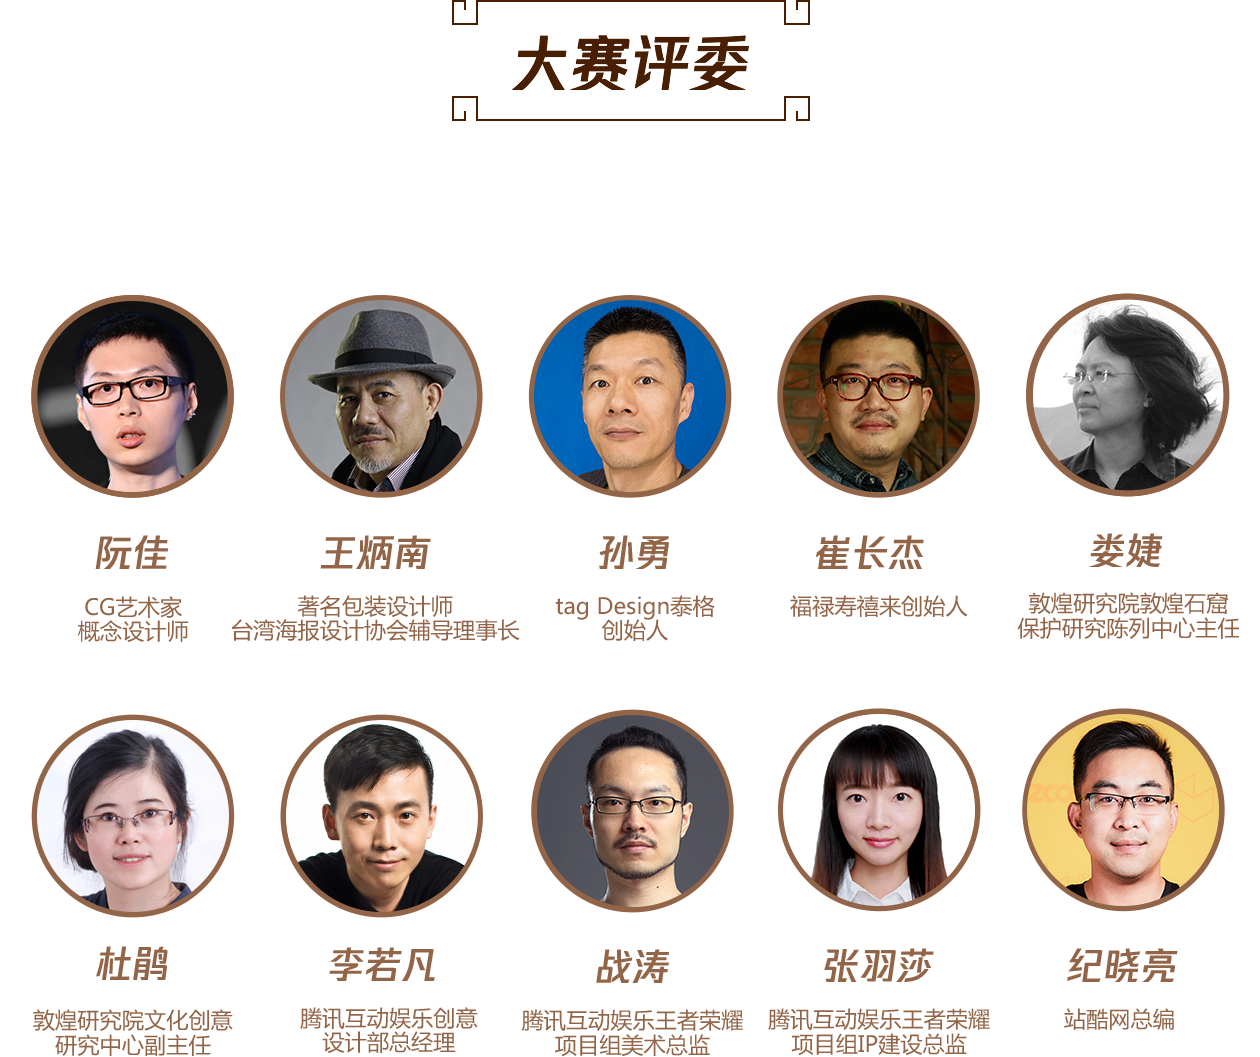 大赛评委
阮佳
CG艺术家
概念设计师
王炳南
著名包装设计师
台湾海报设计协会辅导理事长
孙勇
tag Design泰格
创始人
崔长杰
福禄寿禧来创始人
娄婕
敦煌研究院敦煌石窟
保护研究陈列中心主任
杜鹃
敦煌研究院文化创意
研究中心副主任
李若凡
腾讯互动娱乐创意
设计部总经理
战涛
腾讯互动娱乐王者荣耀
项目组美术总监
张羽莎
腾讯互动娱乐王者荣耀
项目组IP建设总监
纪晓亮
站酷网总编